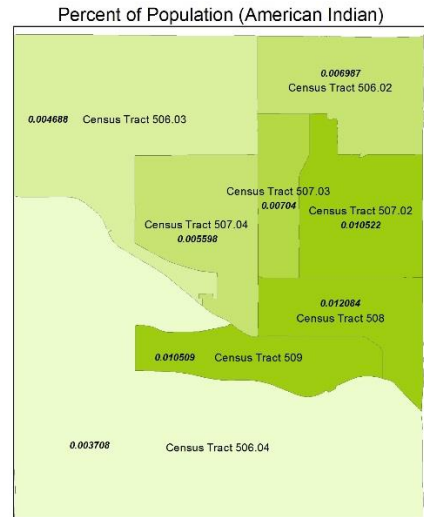 Percent of Population (American Indian)
0.006987
Census Tract 506.02
0.004688 Census Tract 506.03
Census Tract 507.03
0.00704
Census Tract 507.02
0.010522
Census Tract 507.04
0.005598
0.012084
Census Tract 508
0.010509 Census Tract 509
0.003708 Census Tract 506.04